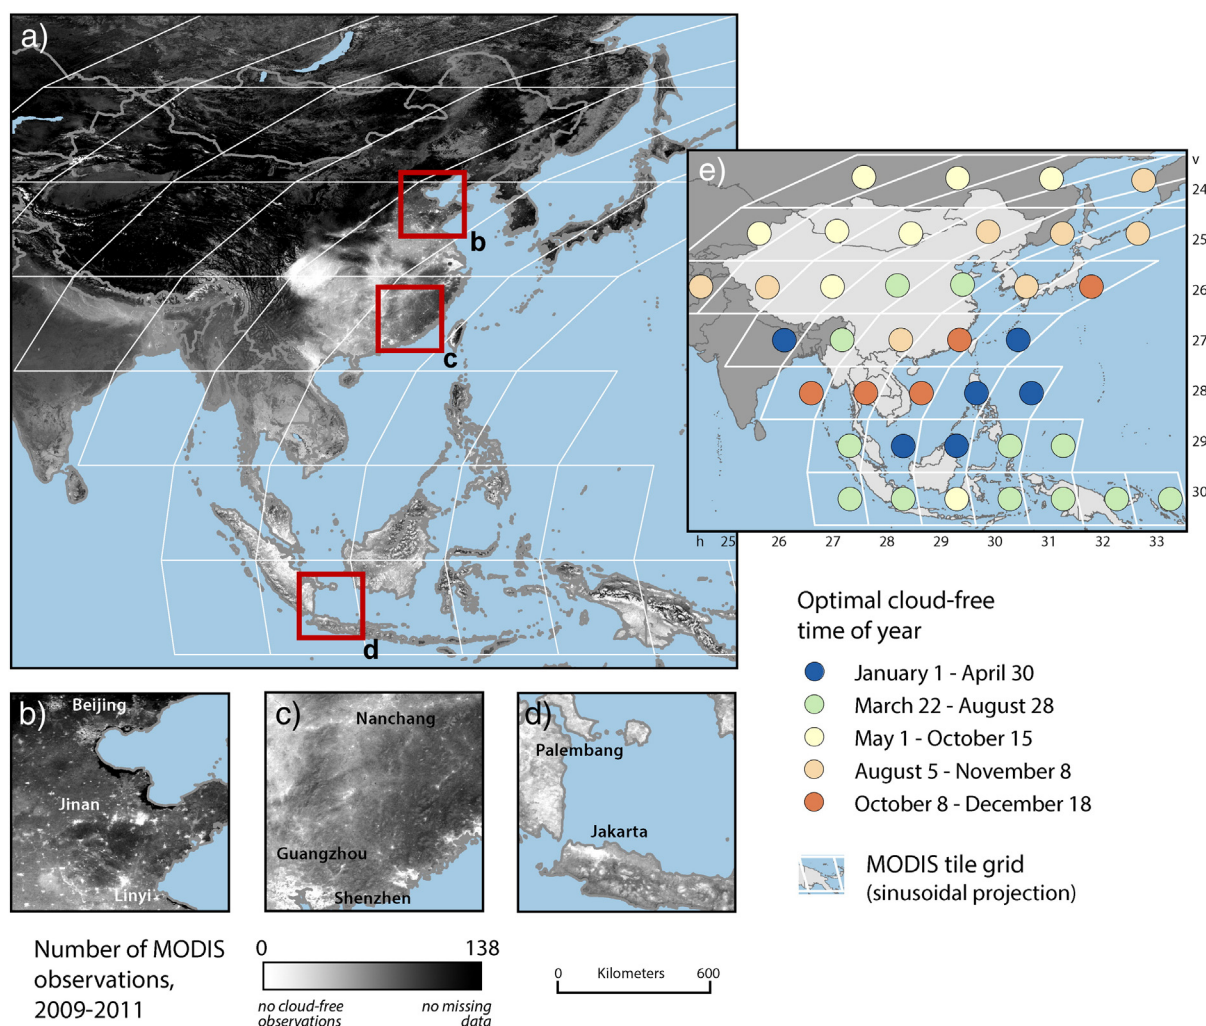 a)
b
c
d
e)
v
24
25
26
27
28
29
30
h 25 26 27 28 29 30 31 32 33
Optimal cloud-free
time of year
January 1 - April 30
March 22 - August 28
May 1 - October 15
August 5 - November 8
October 8 - December 18
MODIS tile grid
(sinusoidal projection)
b)
Beijing
Jinan
Linyi
c)
Nanchang
Guangzhou
Shenzhen
d)
Palembang
Jakarta
Number of MODIS
observations,
2009-2011
0 138
no cloud-free
observations
no missing
data
0 Kilometers 600